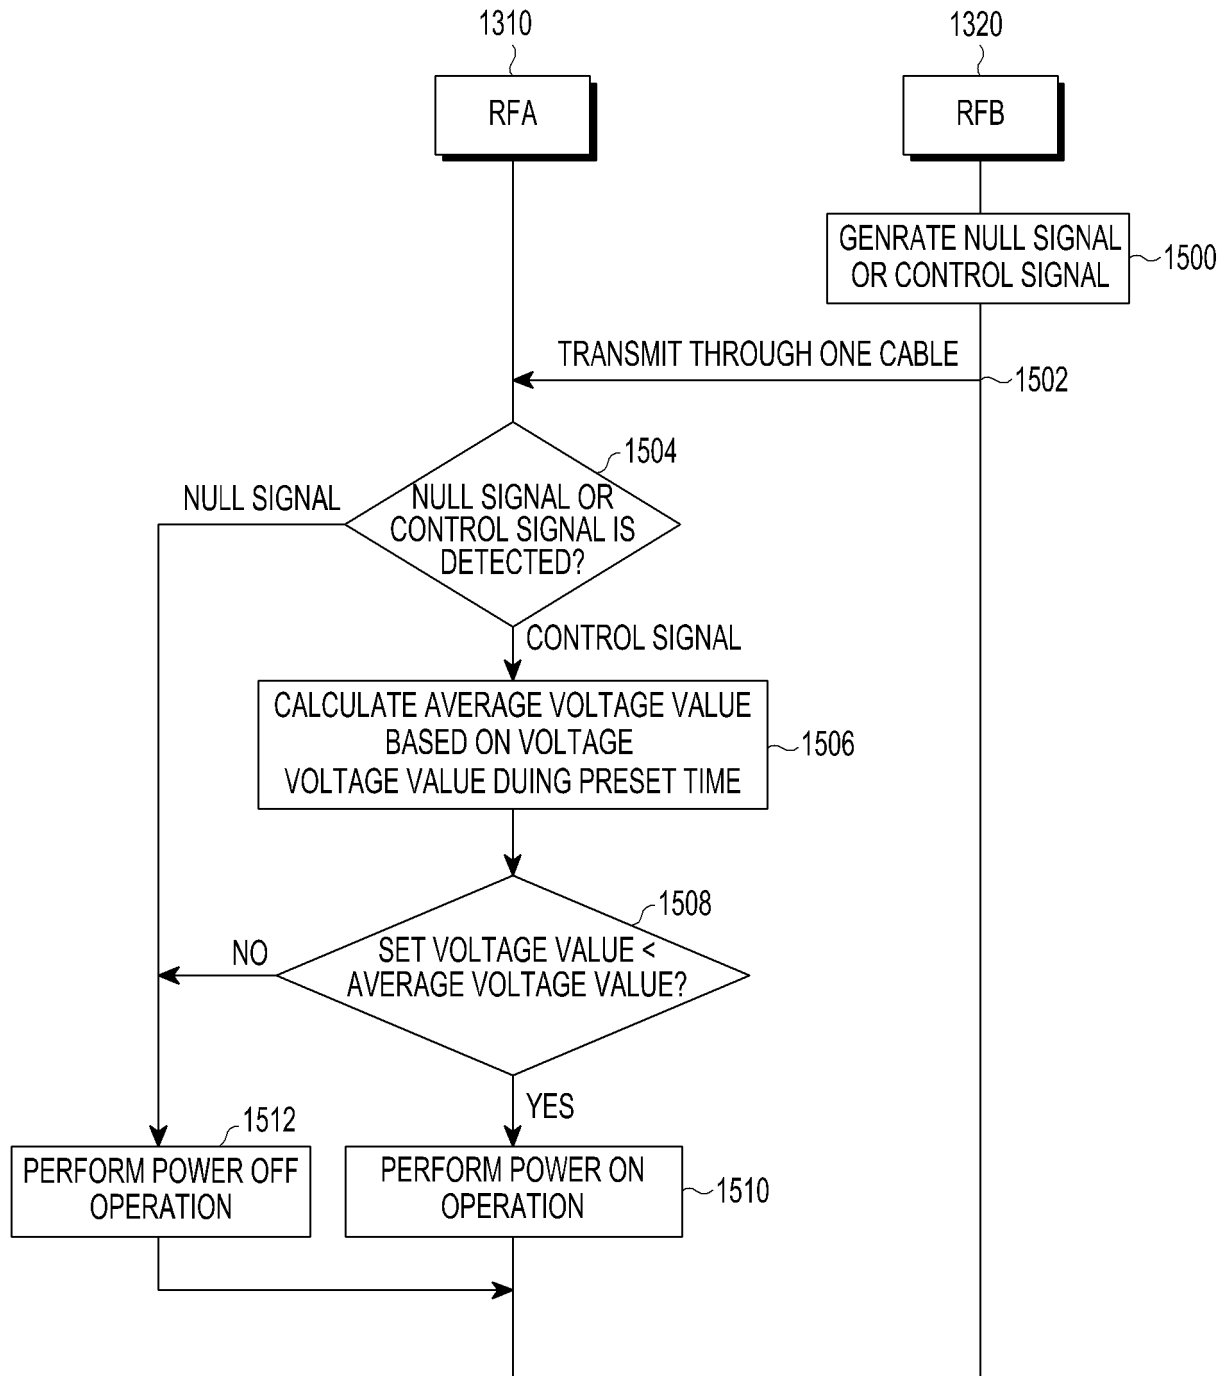 1310
1320
RFA
RFB
GENRATE NULL SIGNAL
OR CONTROL SIGNAL
1500
TRANSMIT THROUGH ONE CABLE
1502
1504
NULL SIGNAL
NULL SIGNAL OR
CONTROL SIGNAL IS
DETECTED?
CONTROL SIGNAL
CALCULATE AVERAGE VOLTAGE VALUE
BASED ON VOLTAGE
VOLTAGE VALUE DUING PRESET TIME
1506
1508
NO
SET VOLTAGE VALUE <
AVERAGE VOLTAGE VALUE?
YES
1512
PERFORM POWER OFF
OPERATION
PERFORM POWER ON
OPERATION
1510